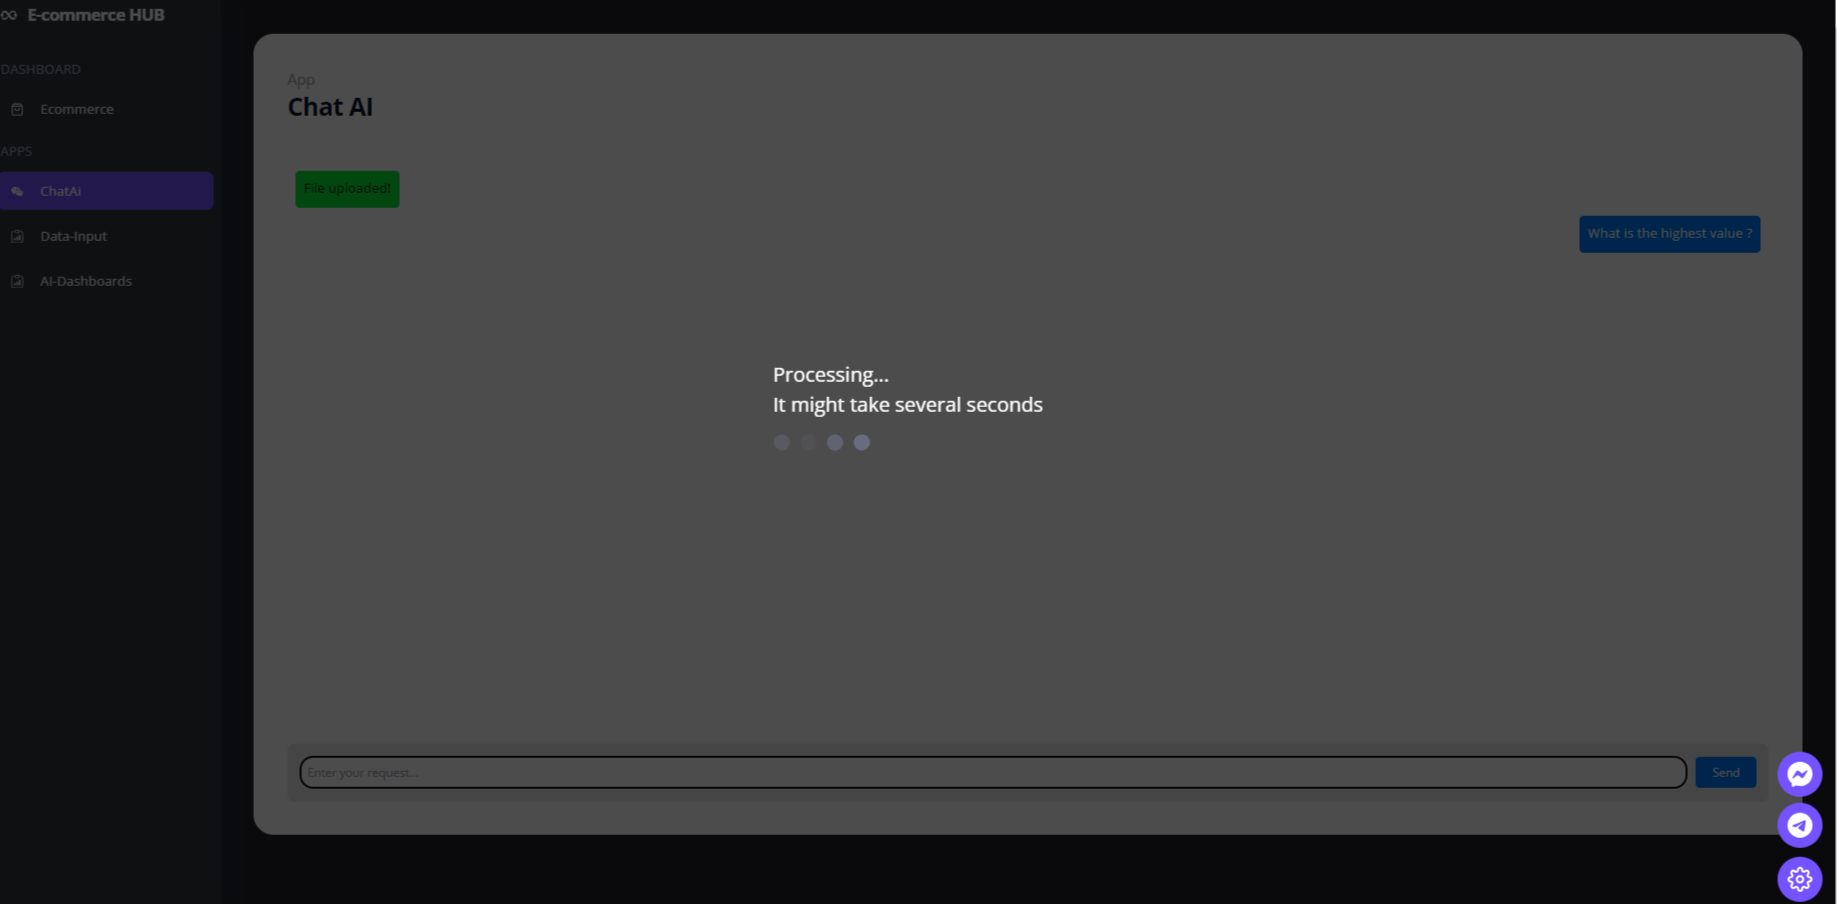 E-commerce HUB
DASHBOARD
Ecommerce
APPS
ChatAi
Data-Input
AI-Dashboards
App
Chat AI
File uploaded!
What is the highest value ?
Processing...
It might take several seconds
Enter your request...
Send